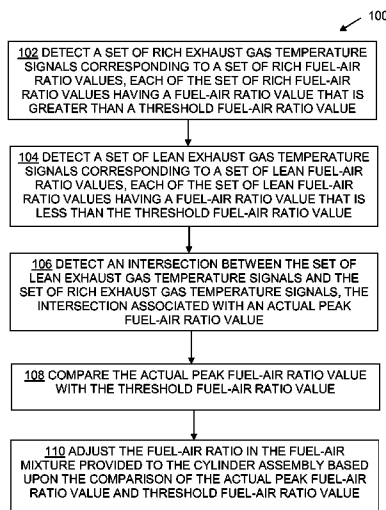 100
102 DETECT A SET OF RICH EXHAUST GAS TEMPERATURE
SIGNALS CORRESPONDING TO A SET OF RICH FUEL-AIR
RATIO VALUES, EACH OF THE SET OF RICH FUEL-AIR
RATIO VALUES HAVING A FUEL-AIR RATIO VALUE THAT
IS GREATER THAN A THRESHOLD FUEL-AIR RATIO VALUE
104 DETECT A SET OF LEAN EXHAUST GAS TEMPERATURE
SIGNALS CORRESPONDING TO A SET OF LEAN FUEL-AIR
RATIO VALUES, EACH OF THE SET OF LEAN FUEL-AIR
RATIO VALUES HAVING A FUEL-AIR RATIO VALUE THAT IS
LESS THAN THE THRESHOLD FUEL-AIR RATIO VALUE
106 DETECT AN INTERSECTION BETWEEN THE SET OF
LEAN EXHAUST GAS TEMPERATURE SIGNALS AND THE
SET OF RICH EXHAUST GAS TEMPERATURE SIGNALS, THE
INTERSECTION ASSOCIATED WITH AN ACTUAL PEAK
FUEL-AIR RATIO VALUE
108 COMPARE THE ACTUAL PEAK FUEL-AIR RATIO VALUE
WITH THE THRESHOLD FUEL-AIR RATIO VALUE
110 ADJUST THE FUEL-AIR RATIO IN THE FUEL-AIR
MIXTURE PROVIDED TO THE CYLINDER ASSEMBLY BASED
UPON THE COMPARISON OF THE ACTUAL PEAK FUEL-AIR
RATIO VALUE AND THRESHOLD FUEL-AIR RATIO VALUE